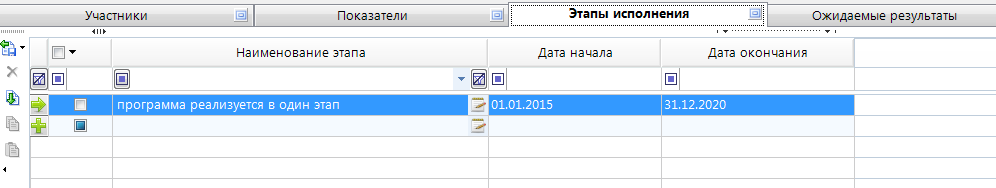 Участники Показатели Этапы исполнения Ожидаемые результаты
Наименование этапа Дата начала Дата окончания
программа реализуется в один этап 01.01.2015 31.12.2020